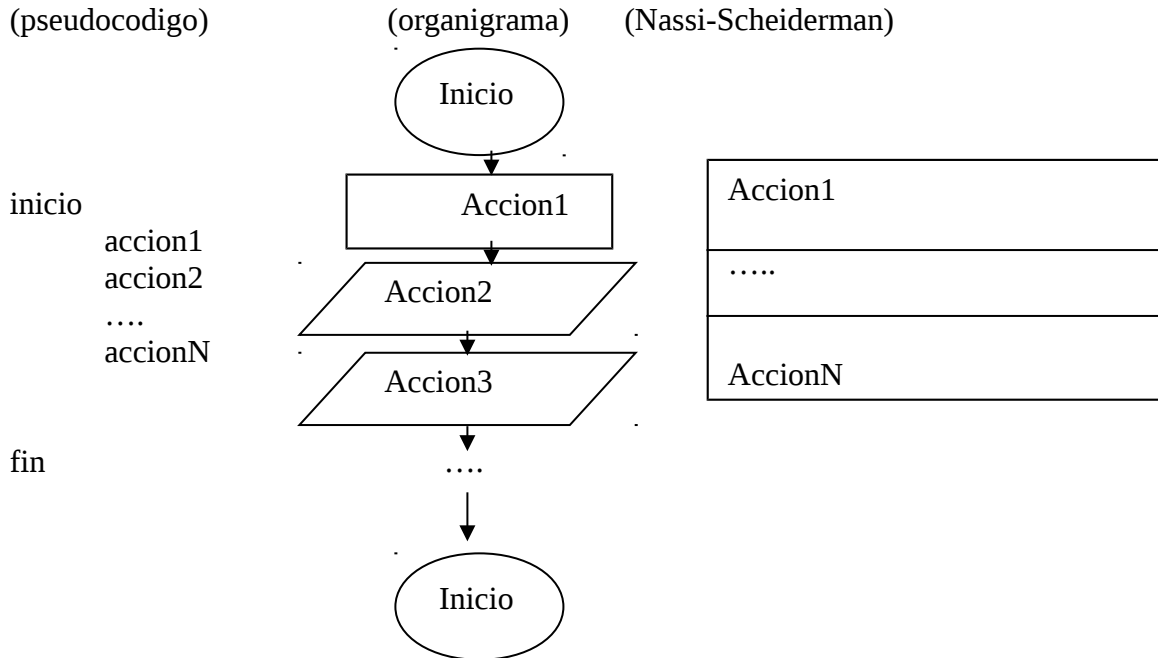 (pseudocodigo) (organigrama) (Nassi-Scheiderman)
inicio
accion1
accion2
….
accionN
fin
Inicio
Accion1
Accion2
Accion3
….
Inicio
Accion1
…..
AccionN